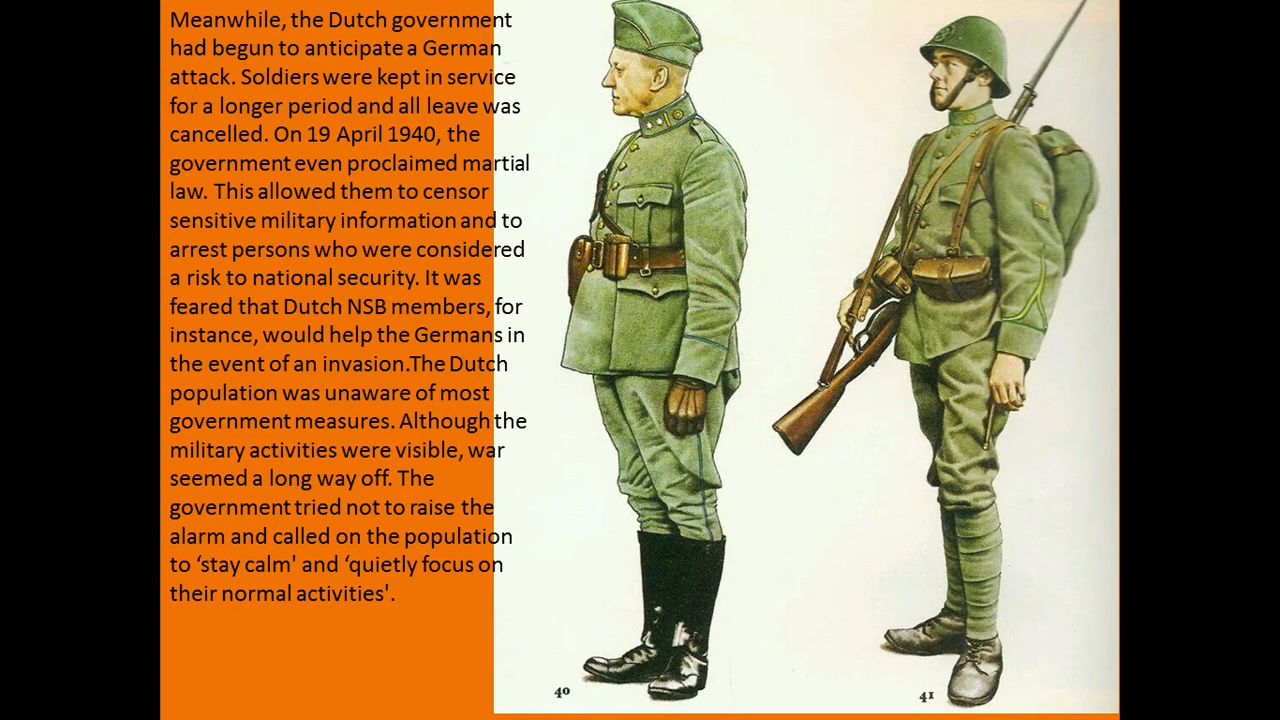 Meanwhile, the Dutch government
had begun to anticipate a German
attack. Soldiers were kept in service
for a longer period and all leave was
cancelled. On 19 April 1940, the
government even proclaimed martial
law. This allowed them to censor
sensitive military information and to
arrest persons who were considered
a risk to national security. It was
feared that Dutch NSB members, for
instance, would help the Germans in
the event of an invasion.The Dutch
population was unaware of most
government measures. Although the
military activities were visible, war
seemed a long way off. The
government tried not to raise the
alarm and called on the population
to ‘stay calm' and ‘quietly focus on
their normal activities'.
40
41